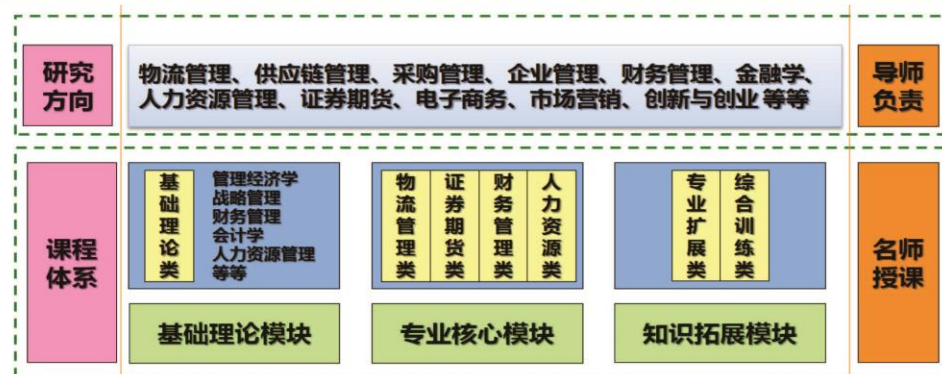 研究
方向
物流管理、供应链管理、采购管理、企业管理、财务管理、金融学、
人力资源管理、证券期货、电子商务、市场营销、创新与创业 等等
导师
负责
课程
体系
基础理论类
管理经济学
战略管理
财务管理
会计学
人力资源管理
等等
基础理论模块
物流管理类
证券期货类
财务管理类
人力资源类
专业核心模块
专业扩展类
综合训练类
知识拓展模块
名师
授课